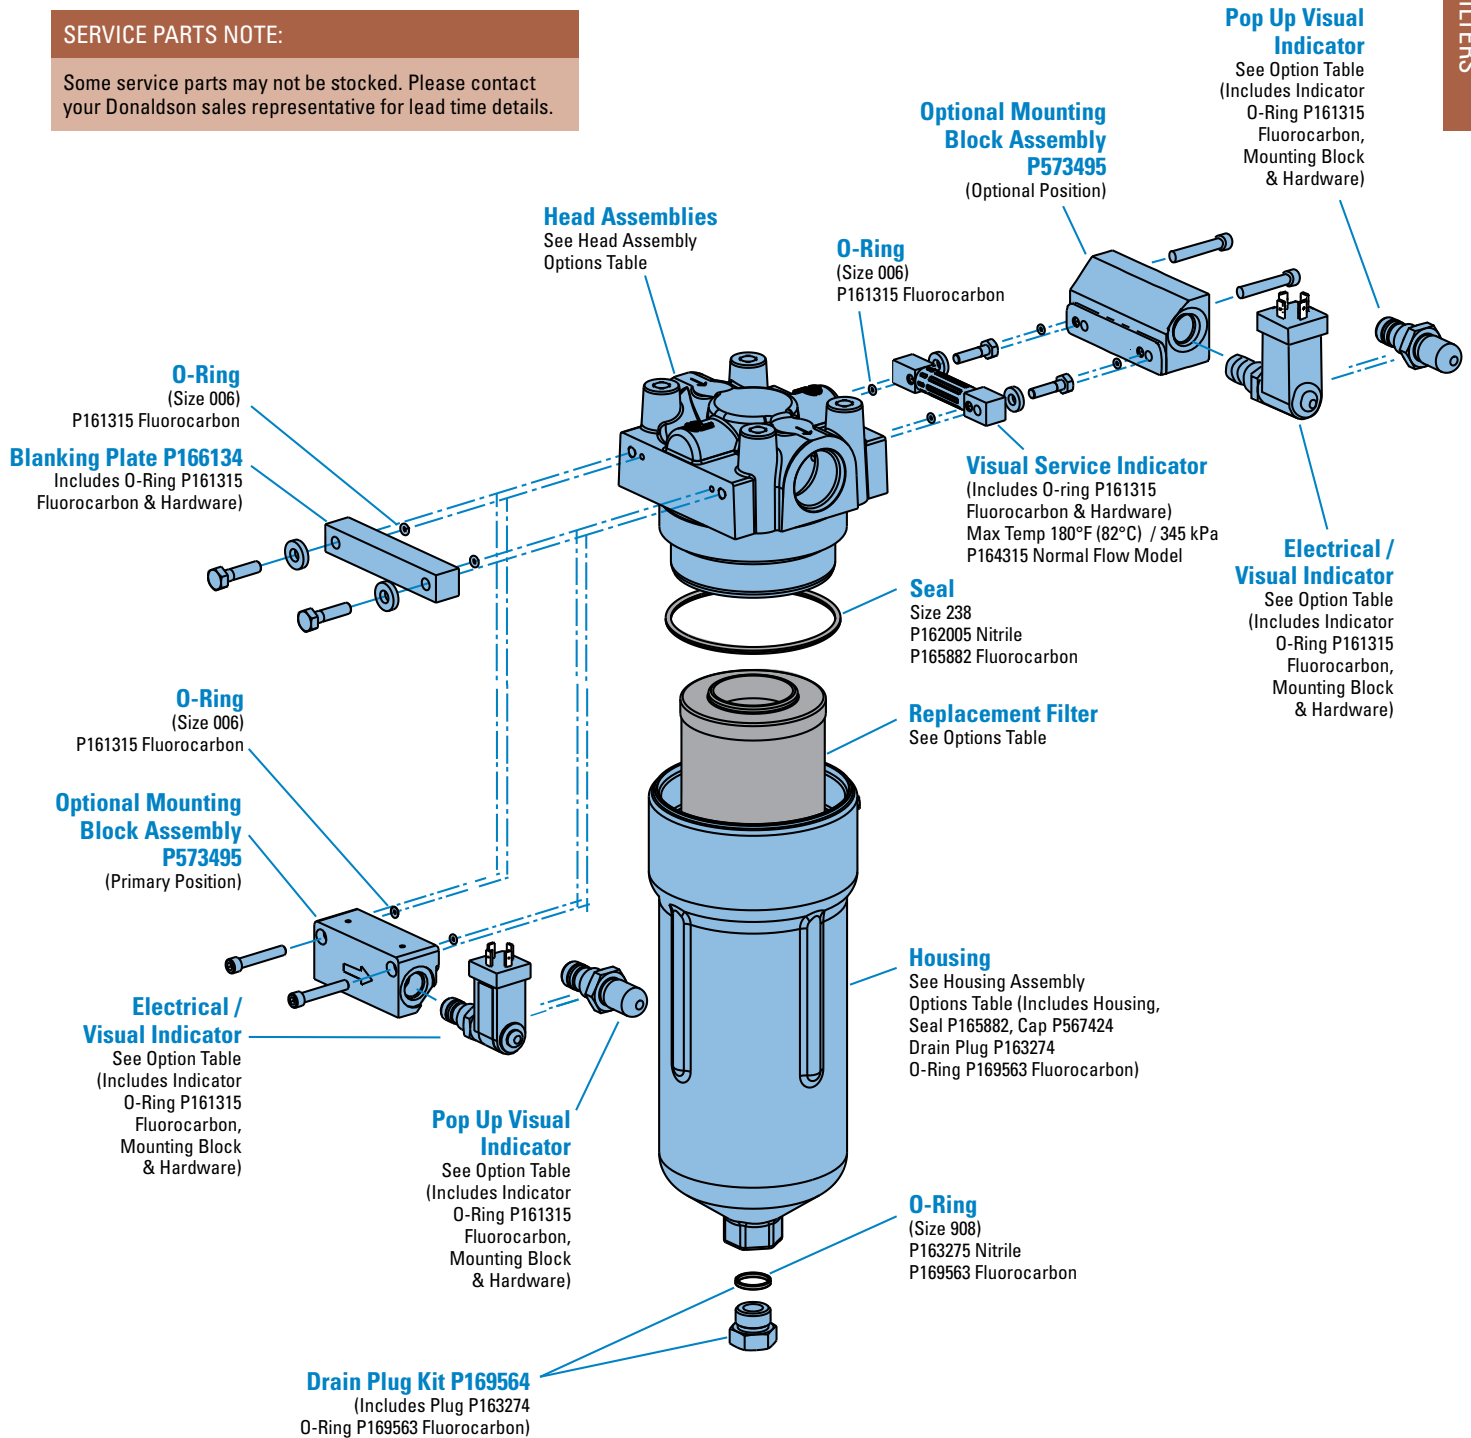 SERVICE PARTS NOTE:
Some service parts may not be stocked. Please contact
your Donaldson sales representative for lead time details.
Pop Up Visual
Indicator
See Option Table
(Includes Indicator
O-Ring P161315
Fluorocarbon,
Mounting Block
& Hardware)
Optional Mounting
Block Assembly
P573495
(Optional Position)
Head Assemblies
See Head Assembly
Options Table
O-Ring
(Size 006)
P161315 Fluorocarbon
O-Ring
(Size 006)
P161315 Fluorocarbon
Blanking Plate P166134
Includes O-Ring P161315
Fluorocarbon & Hardware)
Visual Service Indicator
(Includes O-ring P161315
Fluorocarbon & Hardware)
Max Temp 180°F (82°C) / 345 kPa
P164315 Normal Flow Model
Electrical /
Visual Indicator
See Option Table
(Includes Indicator
O-Ring P161315
Fluorocarbon,
Mounting Block
& Hardware)
Seal
Size 238
P162005 Nitrile
P165882 Fluorocarbon
O-Ring
(Size 006)
P161315 Fluorocarbon
Replacement Filter
See Options Table
Optional Mounting
Block Assembly
P573495
(Primary Position)
Housing
See Housing Assembly
Options Table (Includes Housing,
Seal P165882, Cap P567424
Drain Plug P163274
O-Ring P169563 Fluorocarbon)
Electrical /
Visual Indicator
See Option Table
(Includes Indicator
O-Ring P161315
Fluorocarbon,
Mounting Block
& Hardware)
Pop Up Visual
Indicator
See Option Table
(Includes Indicator
O-Ring P161315
Fluorocarbon,
Mounting Block
& Hardware)
O-Ring
(Size 908)
P163275 Nitrile
P169563 Fluorocarbon
Drain Plug Kit P169564
(Includes Plug P163274
O-Ring P169563 Fluorocarbon)